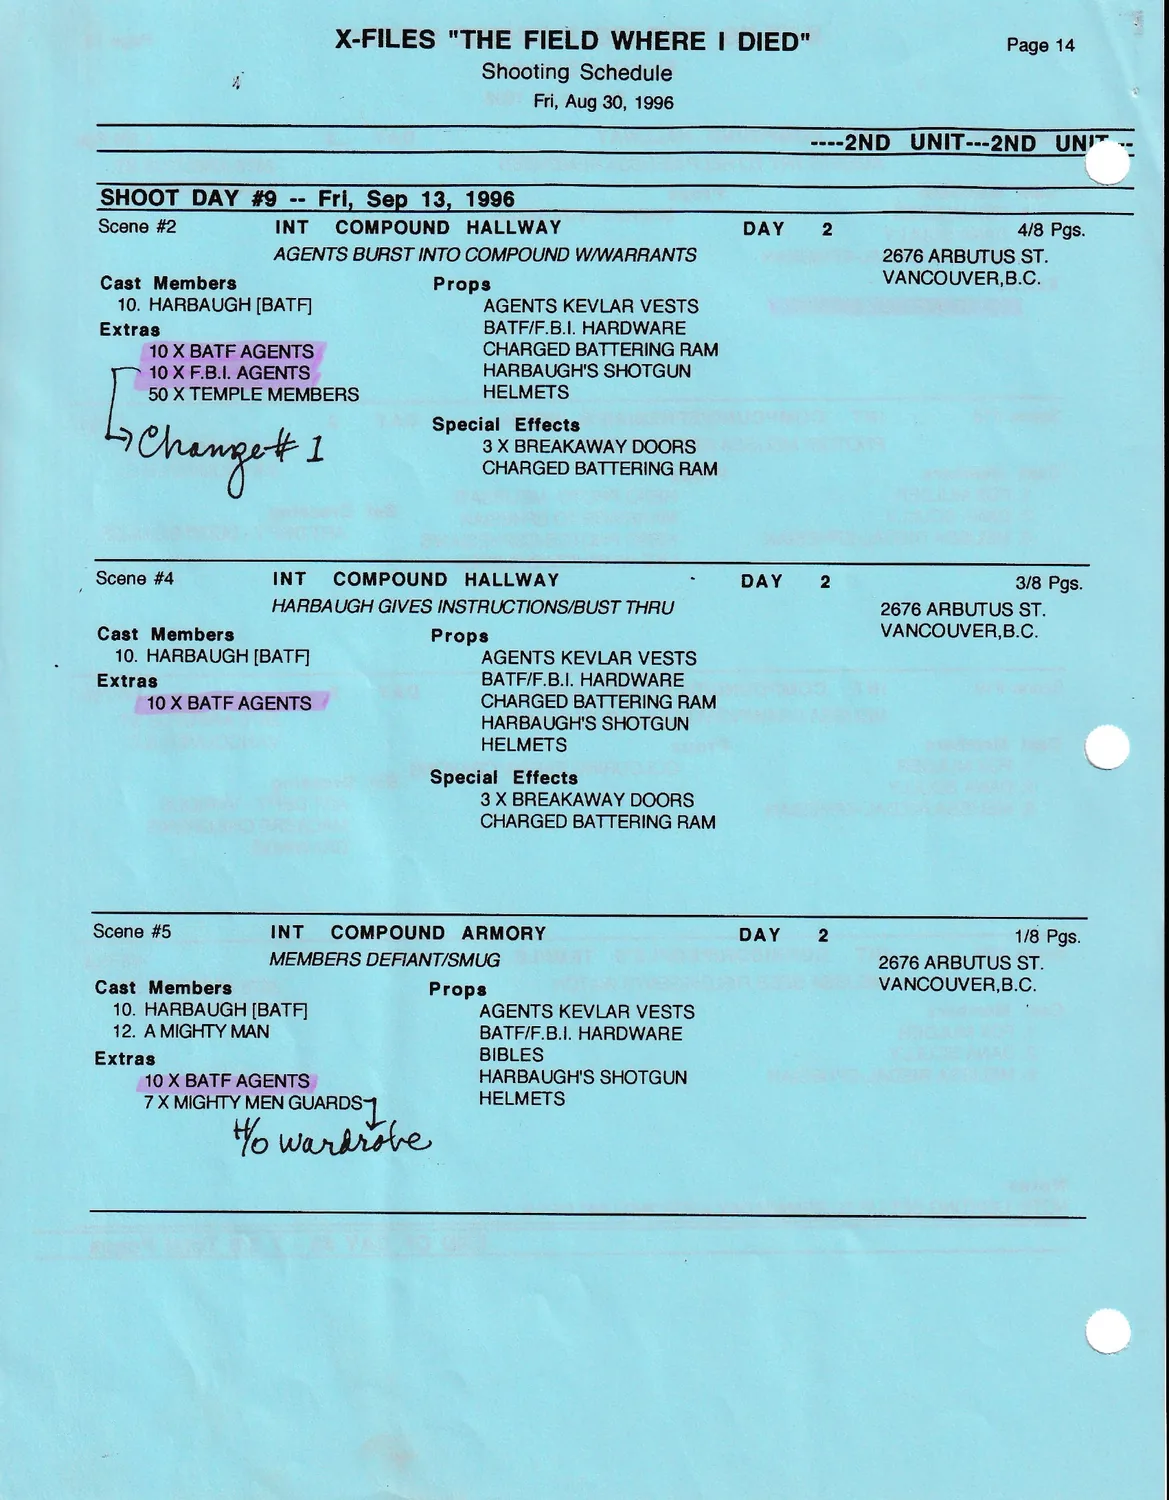 X-FILES "THE FIELD WHERE I DIED"
Page 14
Shooting Schedule
Fri, Aug 30, 1996
----2ND UNIT---2ND UNIT--
SHOOT DAY #9 -- Fri, Sep 13, 1996
Scene #2 INT COMPOUND HALLWAY DAY 2 4/8 Pgs.
AGENTS BURST INTO COMPOUND W/WARRANTS
2676 ARBUTUS ST.
VANCOUVER,B.C.
Cast Members
10. HARBAUGH [BATF]
Extras
10 X BATF AGENTS
10 X F.B.I. AGENTS
50 X TEMPLE MEMBERS
Change # 1
Props
AGENTS KEVLAR VESTS
BATF/F.B.I. HARDWARE
CHARGED BATTERING RAM
HARBAUGH'S SHOTGUN
HELMETS
Special Effects
3 X BREAKAWAY DOORS
CHARGED BATTERING RAM
Scene #4 INT COMPOUND HALLWAY DAY 2 3/8 Pgs.
HARBAUGH GIVES INSTRUCTIONS/BUST THRU
2676 ARBUTUS ST.
VANCOUVER,B.C.
Cast Members
10. HARBAUGH [BATF]
Extras
10 X BATF AGENTS
Props
AGENTS KEVLAR VESTS
BATF/F.B.I. HARDWARE
CHARGED BATTERING RAM
HARBAUGH'S SHOTGUN
HELMETS
Special Effects
3 X BREAKAWAY DOORS
CHARGED BATTERING RAM
Scene #5 INT COMPOUND ARMORY DAY 2 1/8 Pgs.
MEMBERS DEFIANT/SMUG
2676 ARBUTUS ST.
VANCOUVER,B.C.
Cast Members
10. HARBAUGH [BATF]
12. A MIGHTY MAN
Extras
10 X BATF AGENTS
7 X MIGHTY MEN GUARDS
H/o wardrobe
Props
AGENTS KEVLAR VESTS
BATF/F.B.I. HARDWARE
BIBLES
HARBAUGH'S SHOTGUN
HELMETS